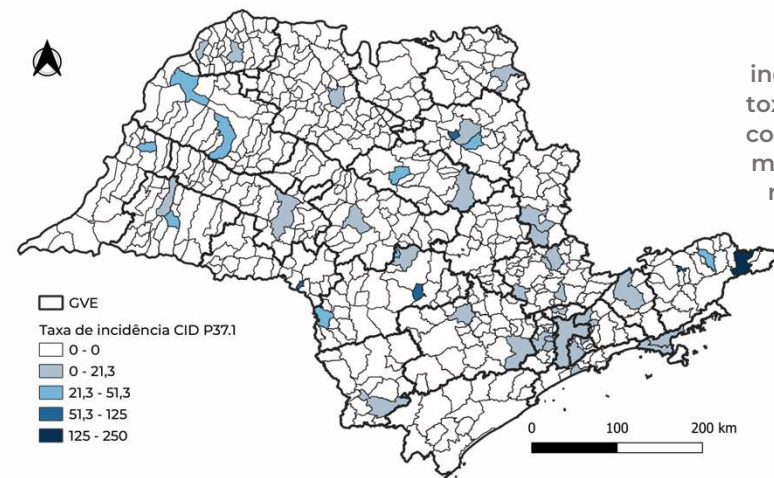 GVE
Taxa de incidência CID P37.1
0 - 0
0 - 21,3
21,3 - 51,3
51,3 - 125
125 - 250
0 100 200 km